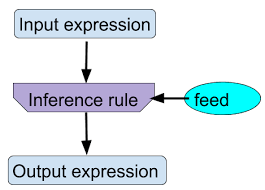 Input expression
Inference rule
feed
Output expression